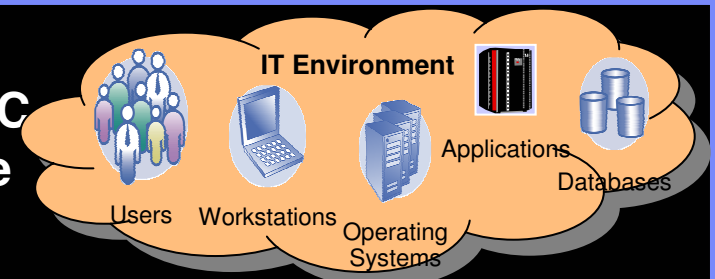 IT Environment
C
e
Users
Workstations
Operating
Systems
Applications
Databases